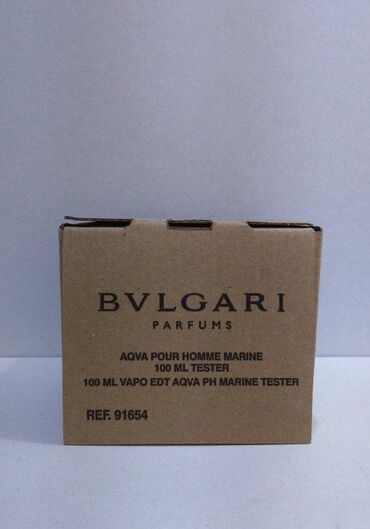 BVLGARI
PARFUMS
AQVA POUR HOMME MARINE
100 ML TESTER
100 ML VAPO EDT AQVA PH MARINE TESTER
REF. 91654